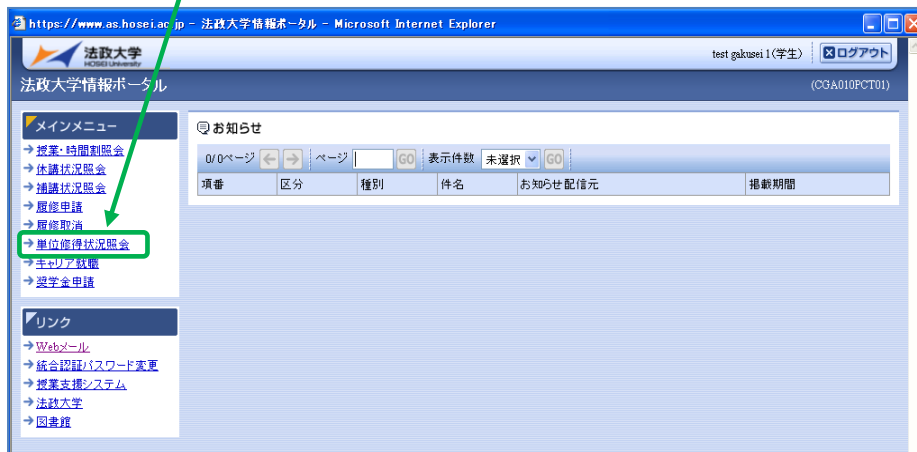 https://www.as.hosei.ac.jp - 法政大学情報ポータル - Microsoft Internet Explorer
法政大学
HOSEI University
test gakusei 1(学生)
ログアウト
法政大学情報ポータル
(CGA010PCT01)
メインメニュー
授業・時間割照会
休講状況照会
補講状況照会
履修申請
履修取消
単位修得状況照会
キャリア就職
奨学金申請
リンク
Webメール
統合認証パスワード変更
授業支援システム
法政大学
図書館
お知らせ
0/0ページ ページ GO 表示件数 未選択 GO
項番 区分 種別 件名 お知らせ配信元 掲載期間